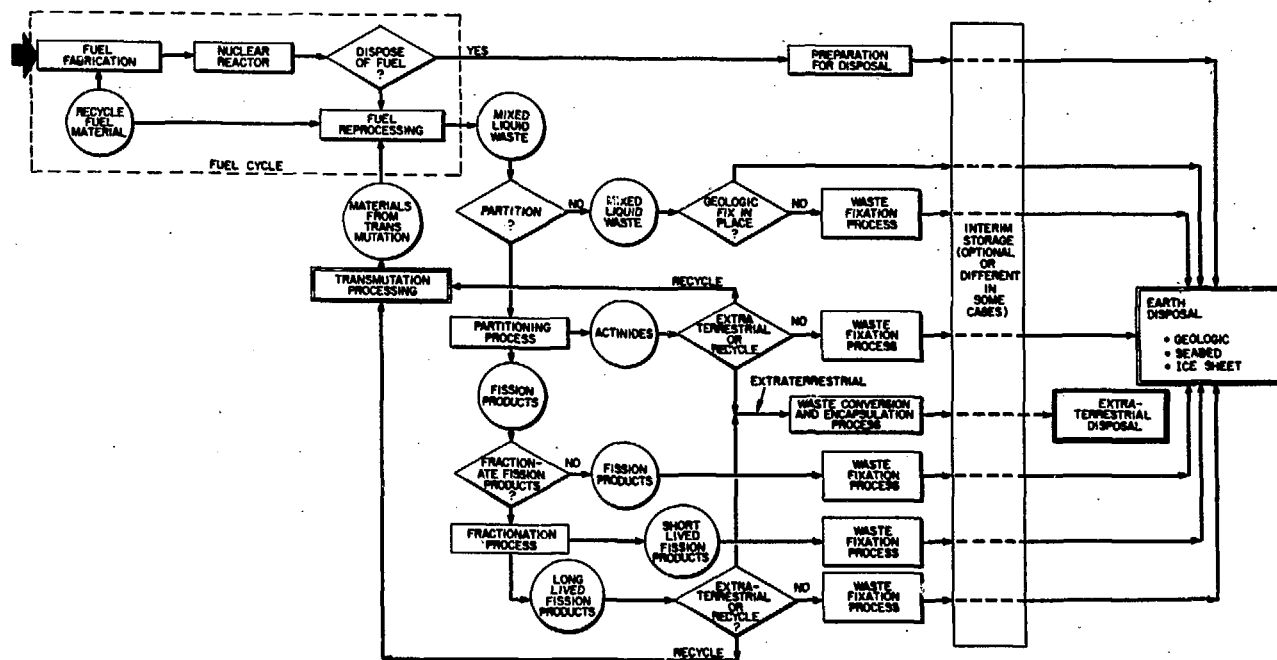 FUEL
FABRICATION
NUCLEAR
REACTOR
DISPOSE
OF FUEL
?
YES
PREPARATION
FOR DISPOSAL
RECYCLE
FUEL
MATERIAL
FUEL
REPROCESSING
MIXED
LIQUID
WASTE
FUEL CYCLE
MATERIALS
FROM
TRANS
MUTATION
PARTITION
?
NO
MIXED
LIQUID
WASTE
GEOLOGIC
FIX IN
PLACE
?
NO
WASTE
FIXATION
PROCESS
INTERIM
STORAGE
(OPTIONAL
OR
DIFFERENT
IN
SOME
CASES)
TRANSMUTATION
PROCESSING
RECYCLE
PARTITIONING
PROCESS
ACTINIDES
EXTRA
TERRESTRIAL
OR
RECYCLE
?
NO
WASTE
FIXATION
PROCESS
EARTH
DISPOSAL
• GEOLOGIC
• SEABED
• ICE SHEET
FISSION
PRODUCTS
EXTRATERRESTRIAL
WASTE CONVERSION
AND ENCAPSULATION
PROCESS
EXTRA-
TERRESTRIAL
DISPOSAL
FRACTION-
ATE FISSION
PRODUCTS
?
NO
FISSION
PRODUCTS
WASTE
FIXATION
PROCESS
FRACTIONATION
PROCESS
SHORT
LIVED
FISSION
PRODUCTS
WASTE
FIXATION
PROCESS
LONG
LIVED
FISSION
PRODUCTS
EXTRA-
TERRESTRIAL
OR
RECYCLE
?
NO
WASTE
FIXATION
PROCESS
RECYCLE